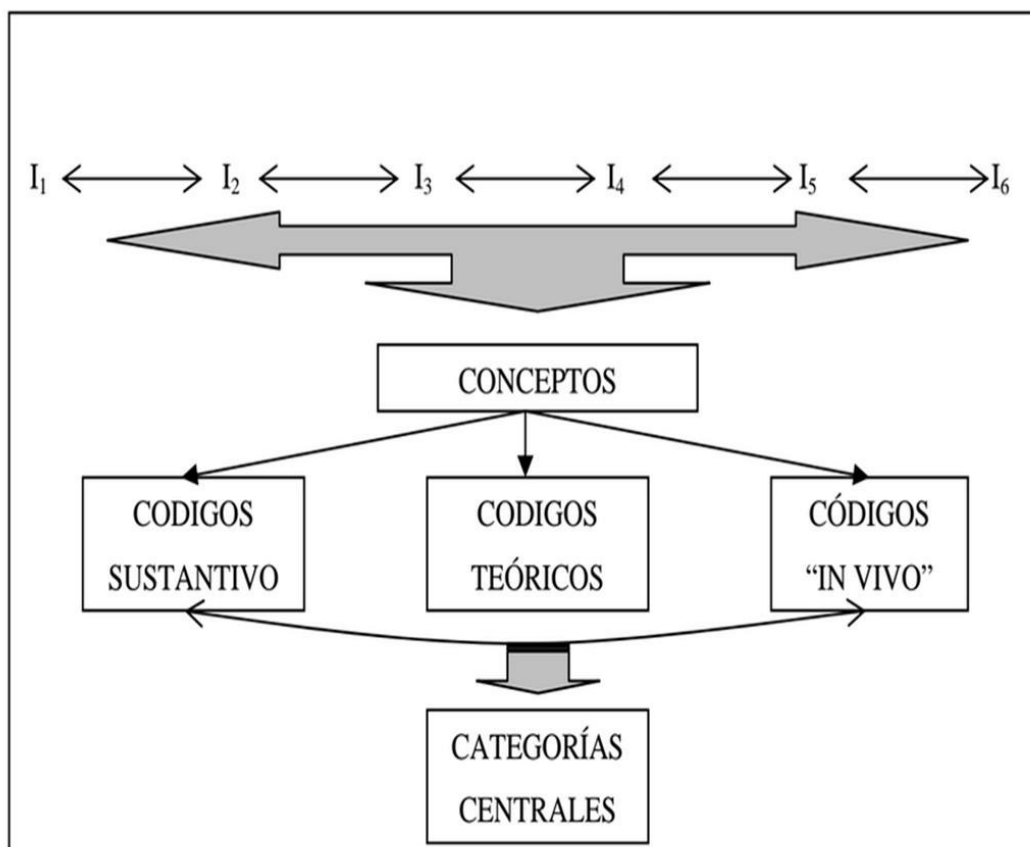 I₁ I₂ I₃ I₄ I₅ I₆
CONCEPTOS
CODIGOS
SUSTANTIVO
CODIGOS
TEÓRICOS
CÓDIGOS
“IN VIVO”
CATEGORÍAS
CENTRALES